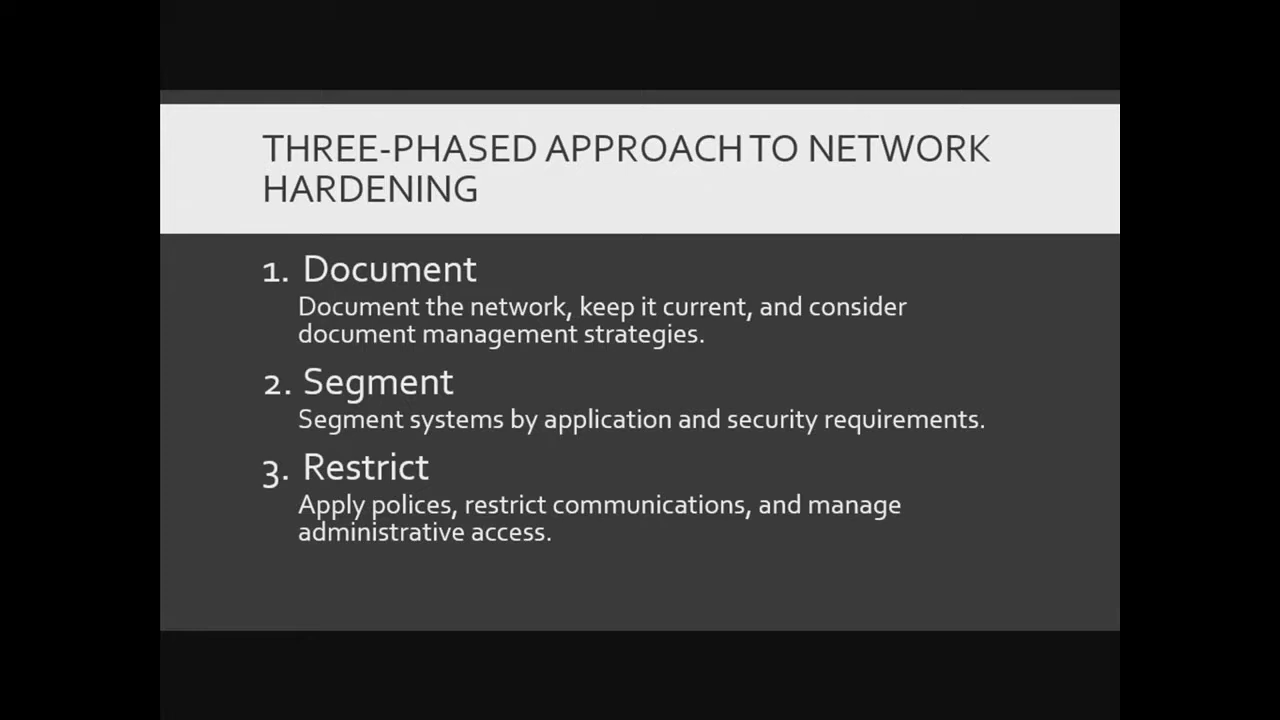 THREE-PHASED APPROACH TO NETWORK
HARDENING
1. Document
Document the network, keep it current, and consider
document management strategies.
2. Segment
Segment systems by application and security requirements.
3. Restrict
Apply polices, restrict communications, and manage
administrative access.